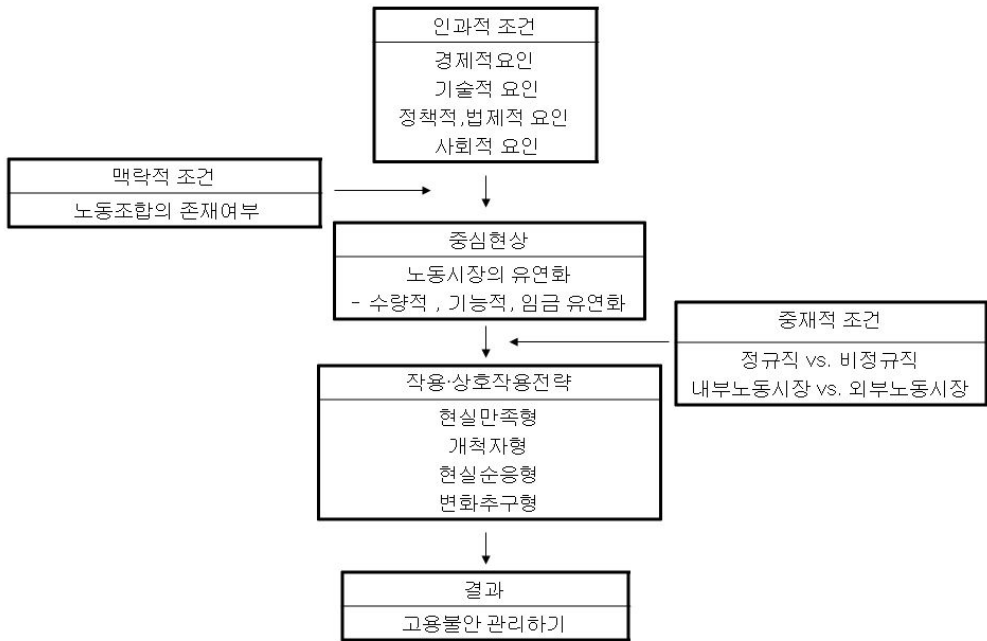 인과적 조건
경제적요인
기술적 요인
정책적,법제적 요인
사회적 요인
맥락적 조건
노동조합의 존재여부
중심현상
노동시장의 유연화
- 수량적 , 기능적, 임금 유연화
중재적 조건
정규직 vs. 비정규직
내부노동시장 vs. 외부노동시장
작용·상호작용전략
현실만족형
개척자형
현실순응형
변화추구형
결과
고용불안 관리하기